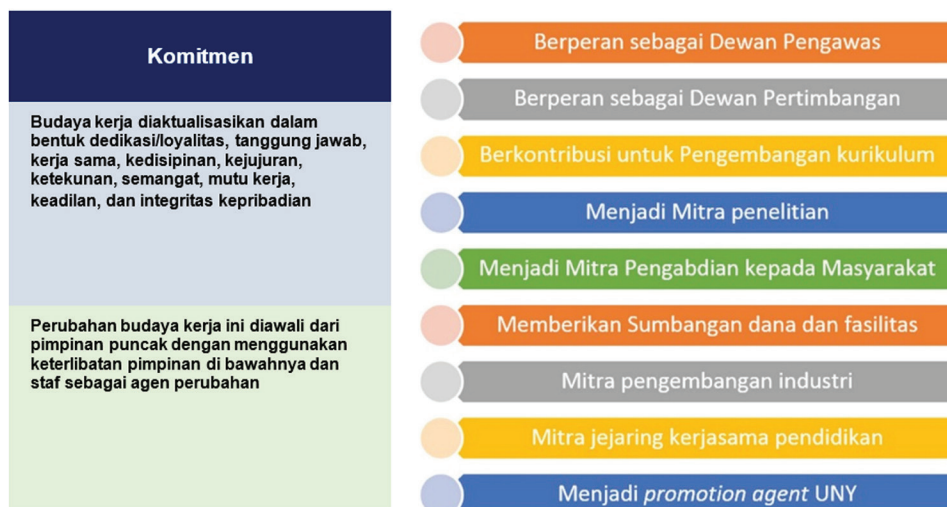 Komitmen
Budaya kerja diaktualisasikan dalam
bentuk dedikasi/loyalitas, tanggung jawab,
kerja sama, kedisipinan, kejujuran,
ketekunan, semangat, mutu kerja,
keadilan, dan integritas kepribadian
Perubahan budaya kerja ini diawali dari
pimpinan puncak dengan menggunakan
keterlibatan pimpinan di bawahnya dan
staf sebagai agen perubahan
Berperan sebagai Dewan Pengawas
Berperan sebagai Dewan Pertimbangan
Berkontribusi untuk Pengembangan kurikulum
Menjadi Mitra penelitian
Menjadi Mitra Pengabdian kepada Masyarakat
Memberikan Sumbangan dana dan fasilitas
Mitra pengembangan industri
Mitra jejaring kerjasama pendidikan
Menjadi promotion agent UNY